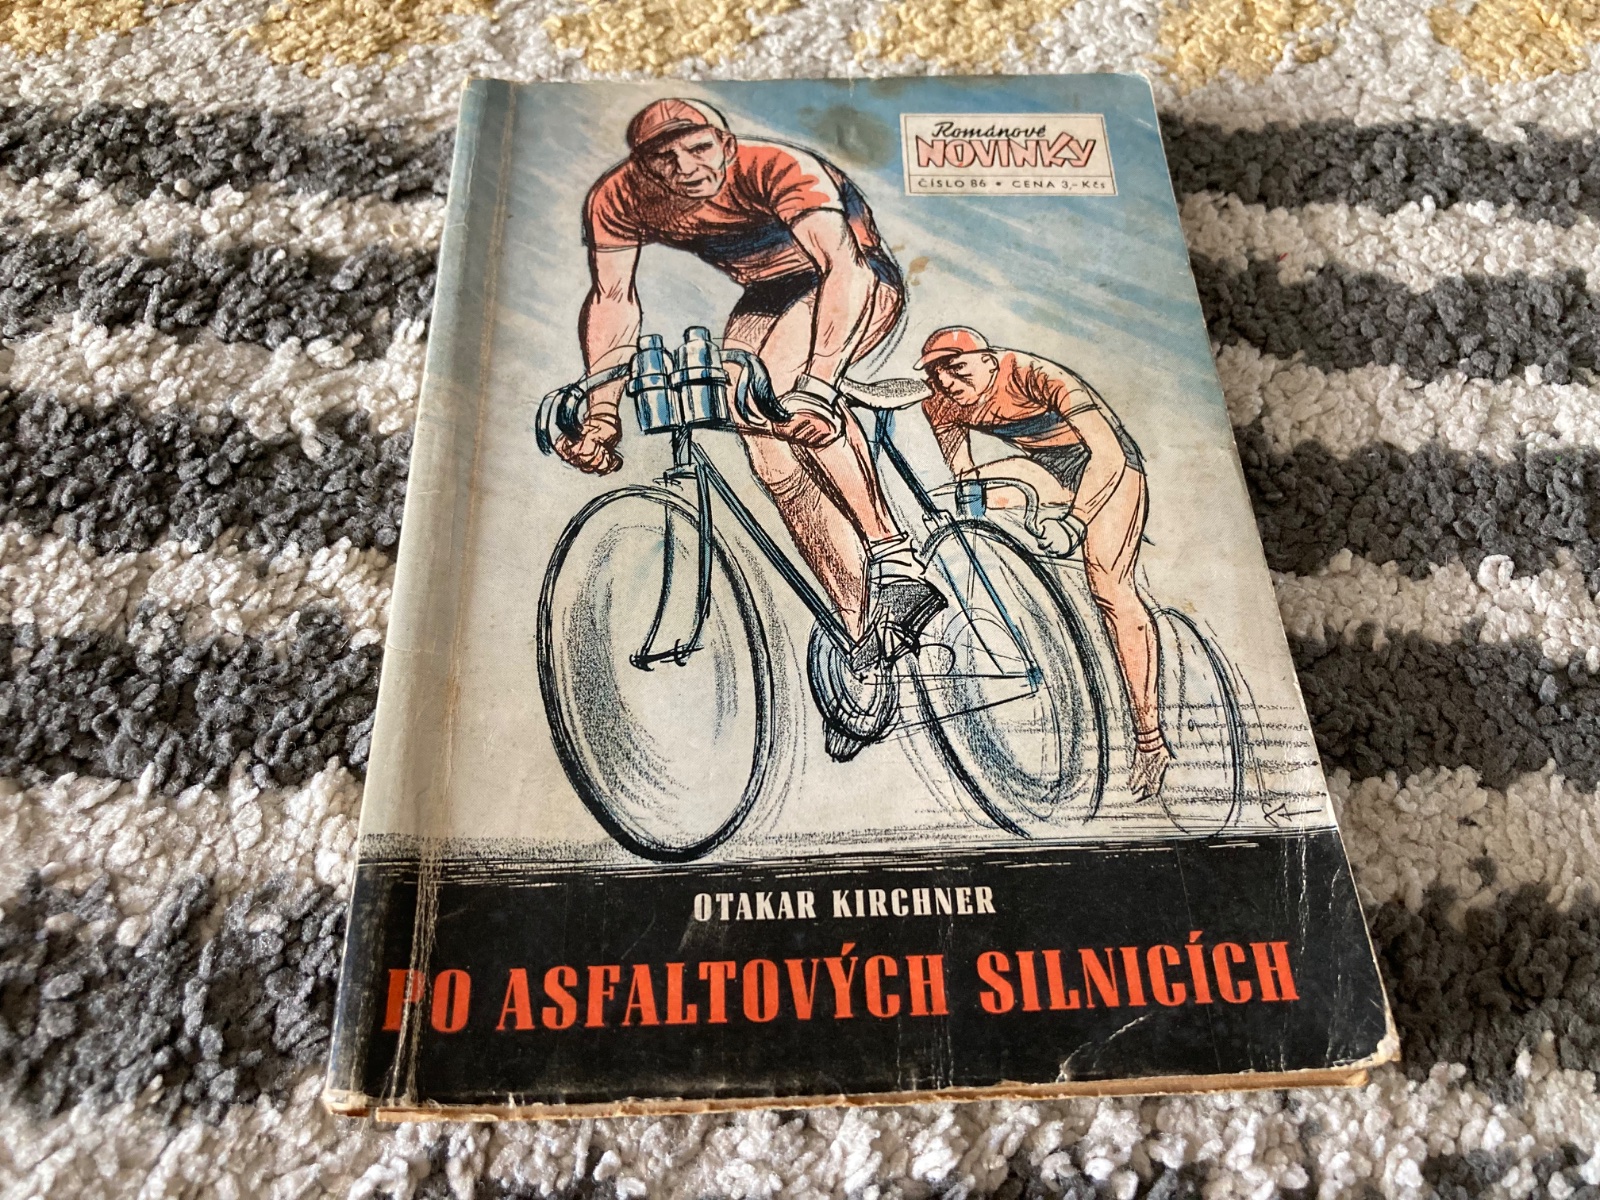 Románové
NOVINKY
ČÍSLO 86 • CENA 3,- Kčs
OTAKAR KIRCHNER
PO ASFALTOVÝCH SILNICÍCH